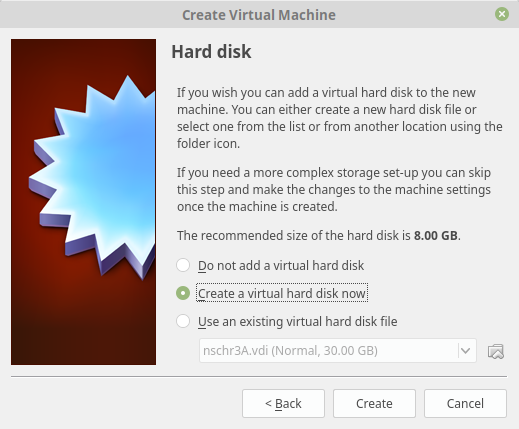 Create Virtual Machine
Hard disk
If you wish you can add a virtual hard disk to the new
machine. You can either create a new hard disk file or
select one from the list or from another location using the
folder icon.
If you need a more complex storage set-up you can skip
this step and make the changes to the machine settings
once the machine is created.
The recommended size of the hard disk is 8.00 GB.
Do not add a virtual hard disk
Create a virtual hard disk now
Use an existing virtual hard disk file
nschr3A.vdi (Normal, 30.00 GB)
< Back
Create
Cancel